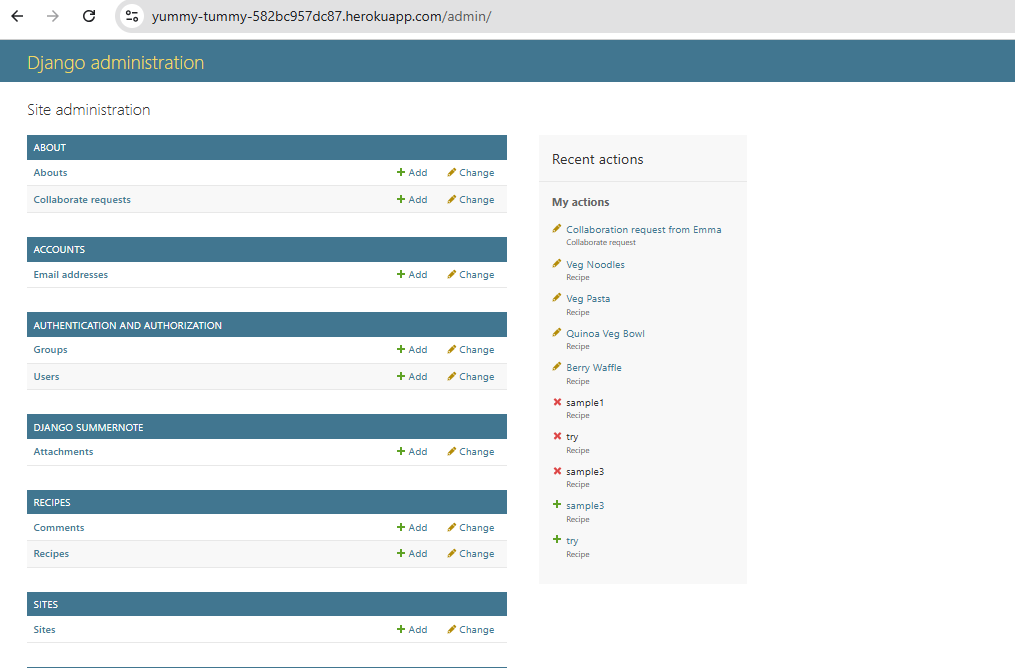 yummy-tummy-582bc957dc87.herokuapp.com/admin/
Django administration
Site administration
ABOUT
Abouts Add Change
Collaborate requests Add Change
ACCOUNTS
Email addresses Add Change
AUTHENTICATION AND AUTHORIZATION
Groups Add Change
Users Add Change
DJANGO SUMMERNOTE
Attachments Add Change
RECIPES
Comments Add Change
Recipes Add Change
SITES
Sites Add Change
Recent actions
My actions
Collaboration request from Emma
Collaborate request
Veg Noodles
Recipe
Veg Pasta
Recipe
Quinoa Veg Bowl
Recipe
Berry Waffle
Recipe
sample1
Recipe
try
Recipe
sample3
Recipe
sample3
Recipe
try
Recipe